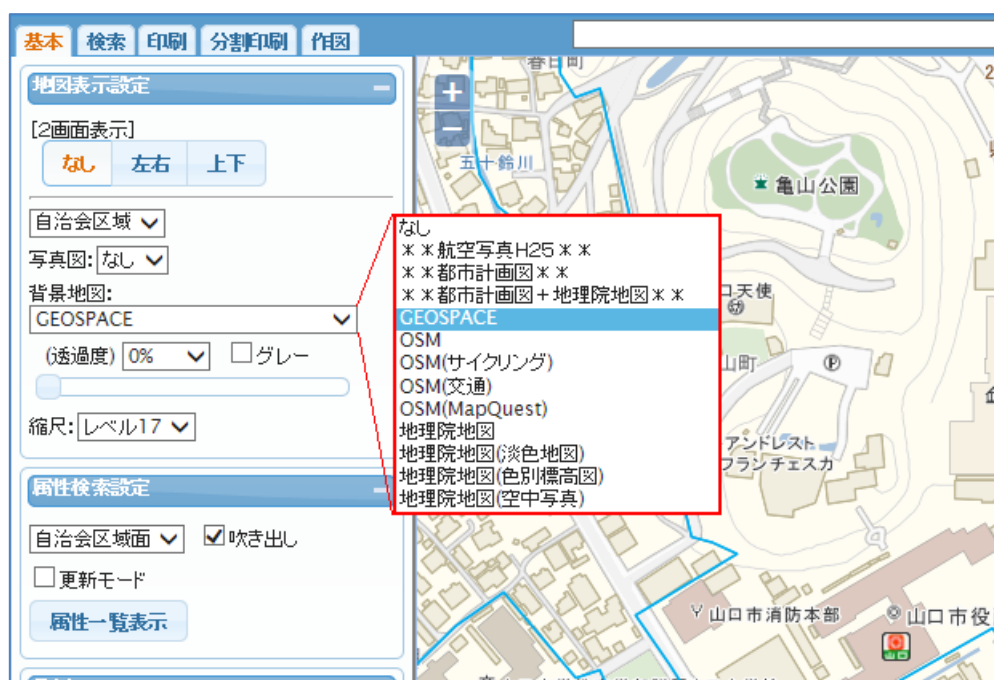 基本 検索 印刷 分割印刷 作図
地図表示設定
[2画面表示]
なし 左右 上下
自治会区域
写真図: なし
背景地図:
GEOSPACE
(透過度) 0% グレー
縮尺: レベル17
属性検索設定
自治会区域面 吹き出し
更新モード
属性一覧表示
なし
**航空写真H25**
**都市計画図**
**都市計画図+地理院地図**
GEOSPACE
OSM
OSM(サイクリング)
OSM(交通)
OSM(MapQuest)
地理院地図
地理院地図(淡色地図)
地理院地図(色別標高図)
地理院地図(空中写真)
+
−
春日町
五十鈴川
亀山公園
天使
幼
山町
P
アンドレスト
フランチェスカ
山口市消防本部
山口市役
山口